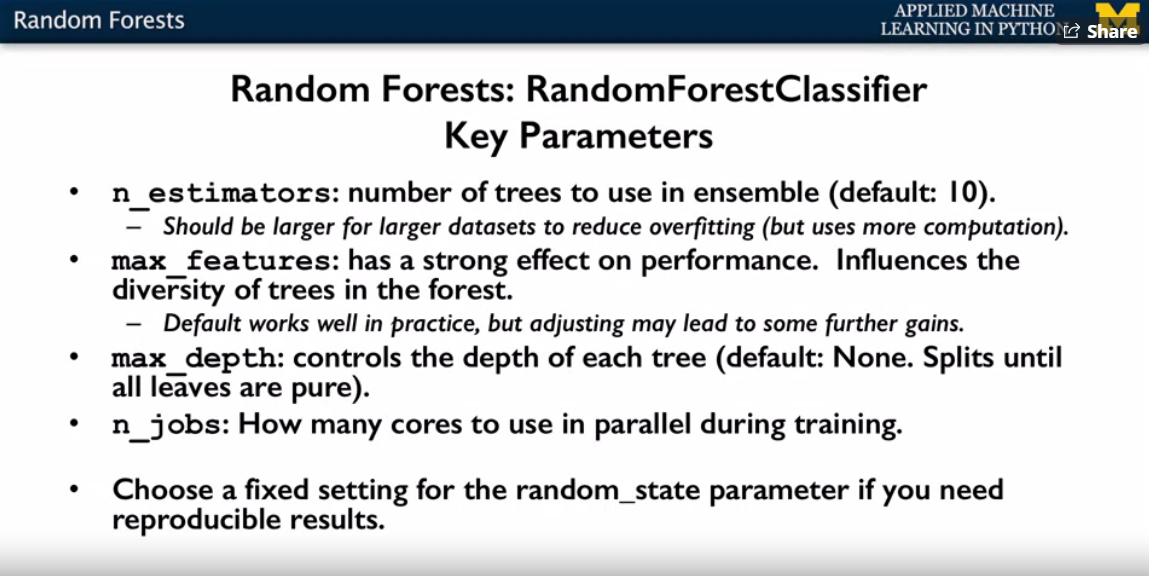 Random Forests
APPLIED MACHINE
LEARNING IN PYTHON
Share
Random Forests: RandomForestClassifier
Key Parameters
• n_estimators: number of trees to use in ensemble (default: 10).
– Should be larger for larger datasets to reduce overfitting (but uses more computation).
• max_features: has a strong effect on performance. Influences the
diversity of trees in the forest.
– Default works well in practice, but adjusting may lead to some further gains.
• max_depth: controls the depth of each tree (default: None. Splits until
all leaves are pure).
• n_jobs: How many cores to use in parallel during training.
• Choose a fixed setting for the random_state parameter if you need
reproducible results.